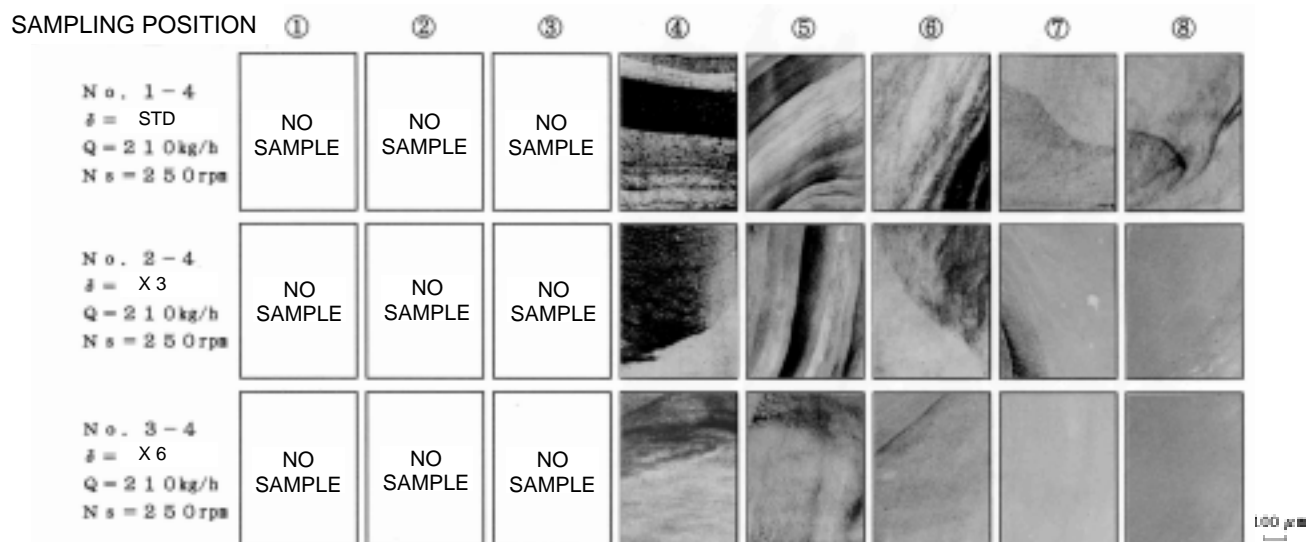 SAMPLING POSITION ① ② ③ ④ ⑤ ⑥ ⑦ ⑧
No. 1-4
δ = STD
Q=210kg/h
Ns=250rpm
NO SAMPLE NO SAMPLE NO SAMPLE
No. 2-4
δ = X 3
Q=210kg/h
Ns=250rpm
NO SAMPLE NO SAMPLE NO SAMPLE
No. 3-4
δ = X 6
Q=210kg/h
Ns=250rpm
NO SAMPLE NO SAMPLE NO SAMPLE
100 μm